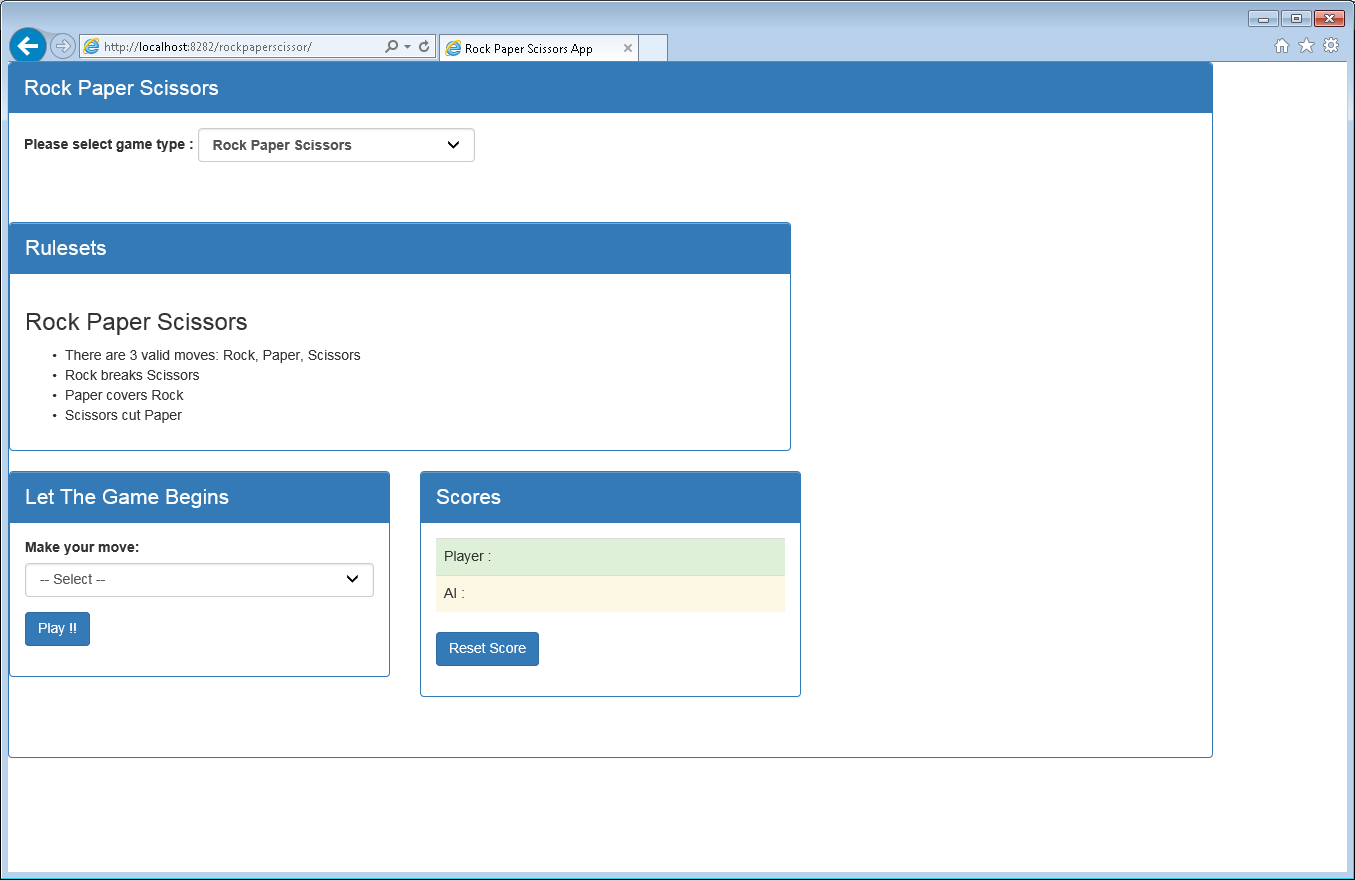 http://localhost:8282/rockpaperscissor/
Rock Paper Scissors App
Rock Paper Scissors
Please select game type :
Rock Paper Scissors
Rulesets
Rock Paper Scissors
• There are 3 valid moves: Rock, Paper, Scissors
• Rock breaks Scissors
• Paper covers Rock
• Scissors cut Paper
Let The Game Begins
Make your move:
-- Select --
Play !!
Scores
Player :
AI :
Reset Score